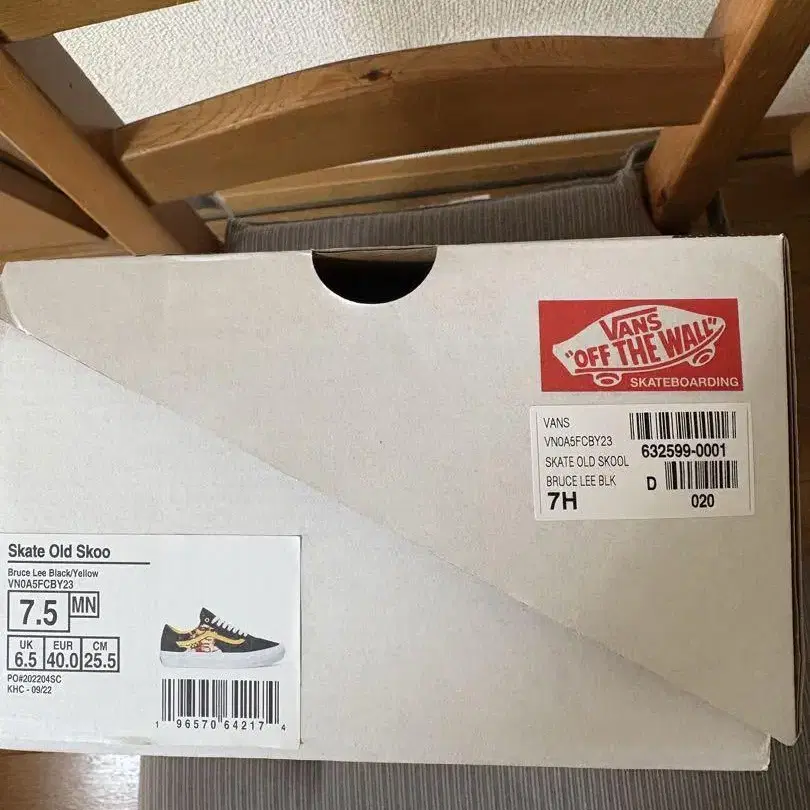 VANS
"OFF THE WALL"
SKATEBOARDING
VANS
VN0A5FCBY23
SKATE OLD SKOOL
BRUCE LEE BLK
7H
632599-0001
D
020
Skate Old Skoo
Bruce Lee Black/Yellow
VN0A5FCBY23
7.5 MN
UK EUR CM
6.5 40.0 25.5
PO#202204SC
KHC - 09/22
1 96570 64217 4